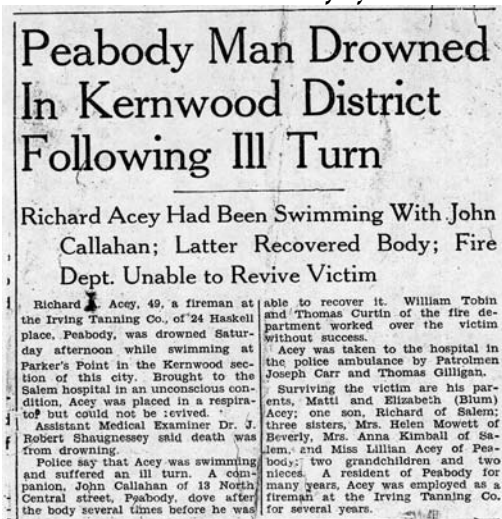 Peabody Man Drowned
In Kernwood District
Following Ill Turn
Richard Acey Had Been Swimming With John
Callahan; Latter Recovered Body; Fire
Dept. Unable to Revive Victim
Richard Acey, 49, a fireman at
the Irving Tanning Co., of 24 Haskell
place, Peabody, was drowned Satur-
day afternoon while swimming at
Parker's Point in the Kernwood sec-
tion of this city. Brought to the
Salem hospital in an unconscious con-
dition, Acey was placed in a respira-
tor but could not be revived.
Assistant Medical Examiner Dr. J.
Robert Shaugnessey said death was
from drowning.
Police say that Acey was swimming
and suffered an ill turn. A com-
panion, John Callahan of 13 North
Central street, Peabody, dove after
the body several times before he was
able to recover it. William Tobin
and Thomas Curtin of the fire de-
partment worked over the victim
without success.
Acey was taken to the hospital in
the police ambulance by Patrolmen
Joseph Carr and Thomas Gilligan.
Surviving the victim are his par-
ents, Matti and Elizabeth (Blum)
Acey; one son, Richard of Salem;
three sisters, Mrs. Helen Mowett of
Beverly, Mrs. Anna Kimball of Sa-
lem, and Miss Lillian Acey of Pea-
body; two grandchildren and two
nieces. A resident of Peabody for
many years, Acey was employed as a
fireman at the Irving Tanning Co.
for several years.